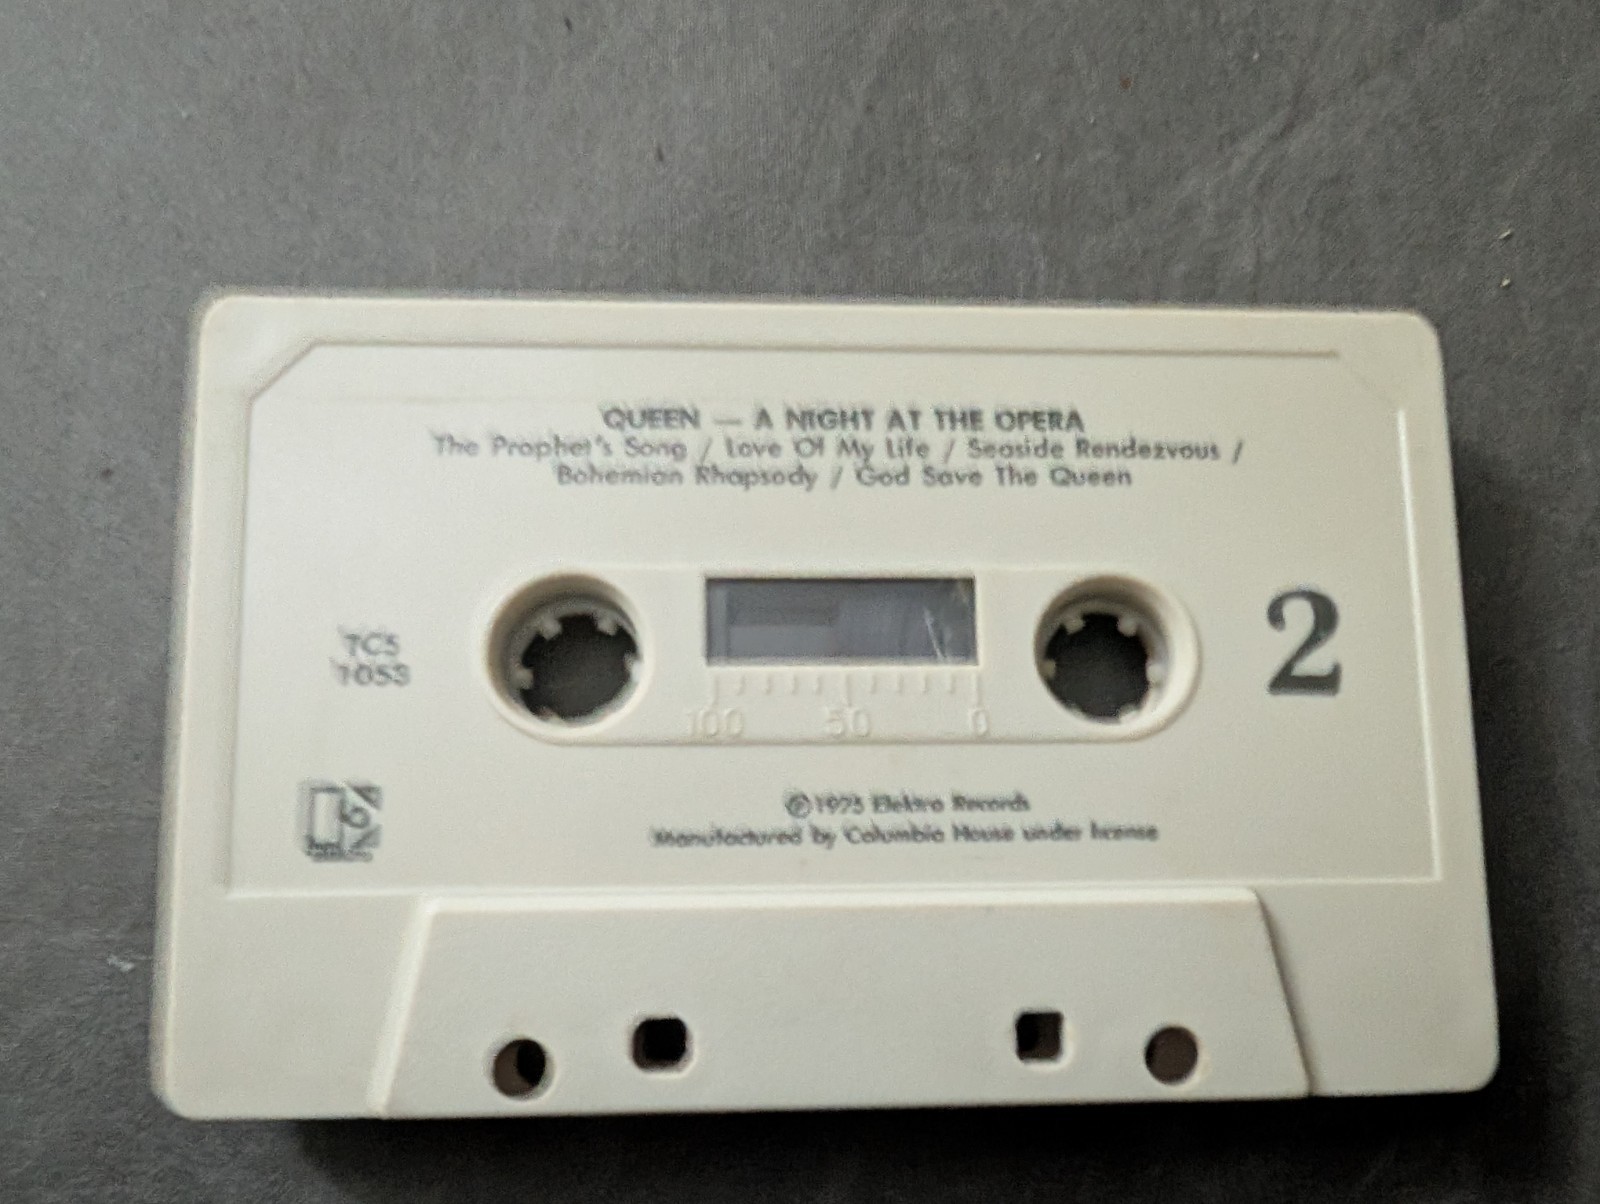 QUEEN — A NIGHT AT THE OPERA
The Prophet's Song / Love Of My Life / Seaside Rendezvous /
Bohemian Rhapsody / God Save The Queen
2
TC5
1053
100 50 0
℗1975 Elektra Records
Manufactured by Columbia House under license